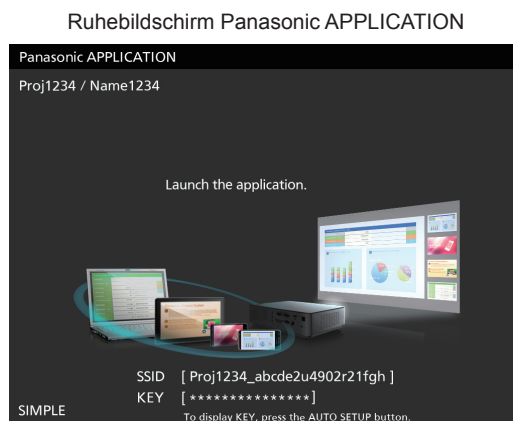 Ruhebildschirm Panasonic APPLICATION
Panasonic APPLICATION
Proj1234 / Name1234
Launch the application.
SSID [ Proj1234_abcde2u4902r21fgh ]
KEY [ *************** ]
To display KEY, press the AUTO SETUP button.
SIMPLE